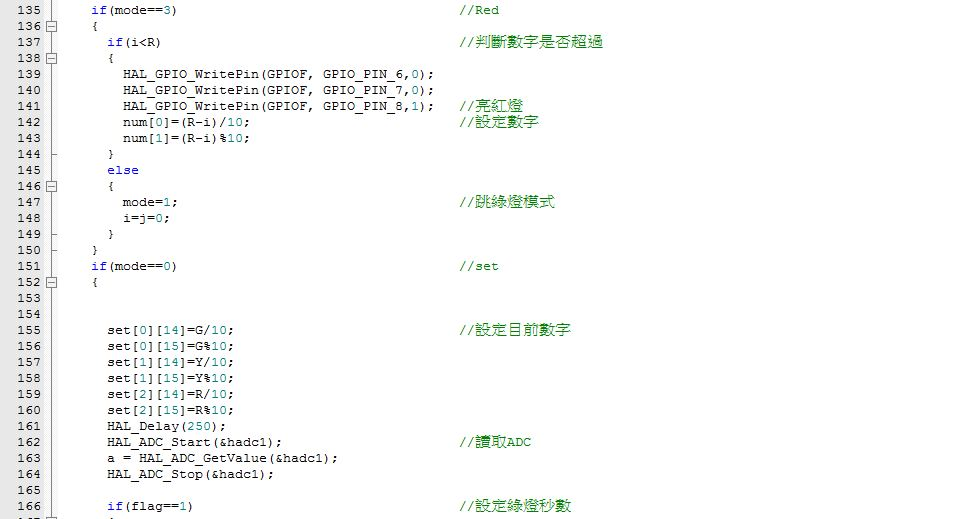 135 if(mode==3) //Red
136 {
137 if(i<R) //判斷數字是否超過
138 {
139 HAL_GPIO_WritePin(GPIOF, GPIO_PIN_6,0);
140 HAL_GPIO_WritePin(GPIOF, GPIO_PIN_7,0);
141 HAL_GPIO_WritePin(GPIOF, GPIO_PIN_8,1); //亮紅燈
142 num[0]=(R-i)/10; //設定數字
143 num[1]=(R-i)%10;
144 }
145 else
146 {
147 mode=1; //跳綠燈模式
148 i=j=0;
149 }
150 }
151 if(mode==0) //set
152 {
153
154
155 set[0][14]=G/10; //設定目前數字
156 set[0][15]=G%10;
157 set[1][14]=Y/10;
158 set[1][15]=Y%10;
159 set[2][14]=R/10;
160 set[2][15]=R%10;
161 HAL_Delay(250);
162 HAL_ADC_Start(&hadc1); //讀取ADC
163 a = HAL_ADC_GetValue(&hadc1);
164 HAL_ADC_Stop(&hadc1);
165
166 if(flag==1) //設定綠燈秒數